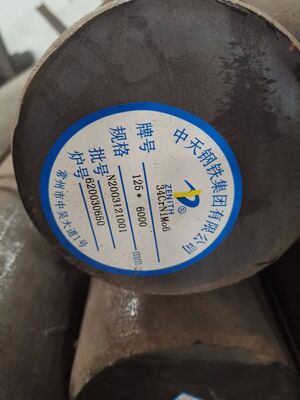 中天钢铁集团有限公司
ZENITH
®
牌号 34CrNiMo6
规格 125* 6000 mm
批号 N2003121001
炉号 620030650
常州市中吴大道1号